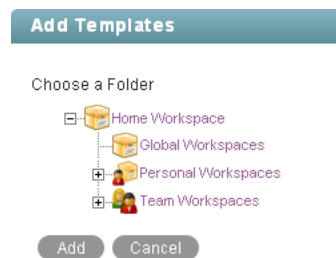 Add Templates
Choose a Folder
Home Workspace
Global Workspaces
Personal Workspaces
Team Workspaces
Add Cancel